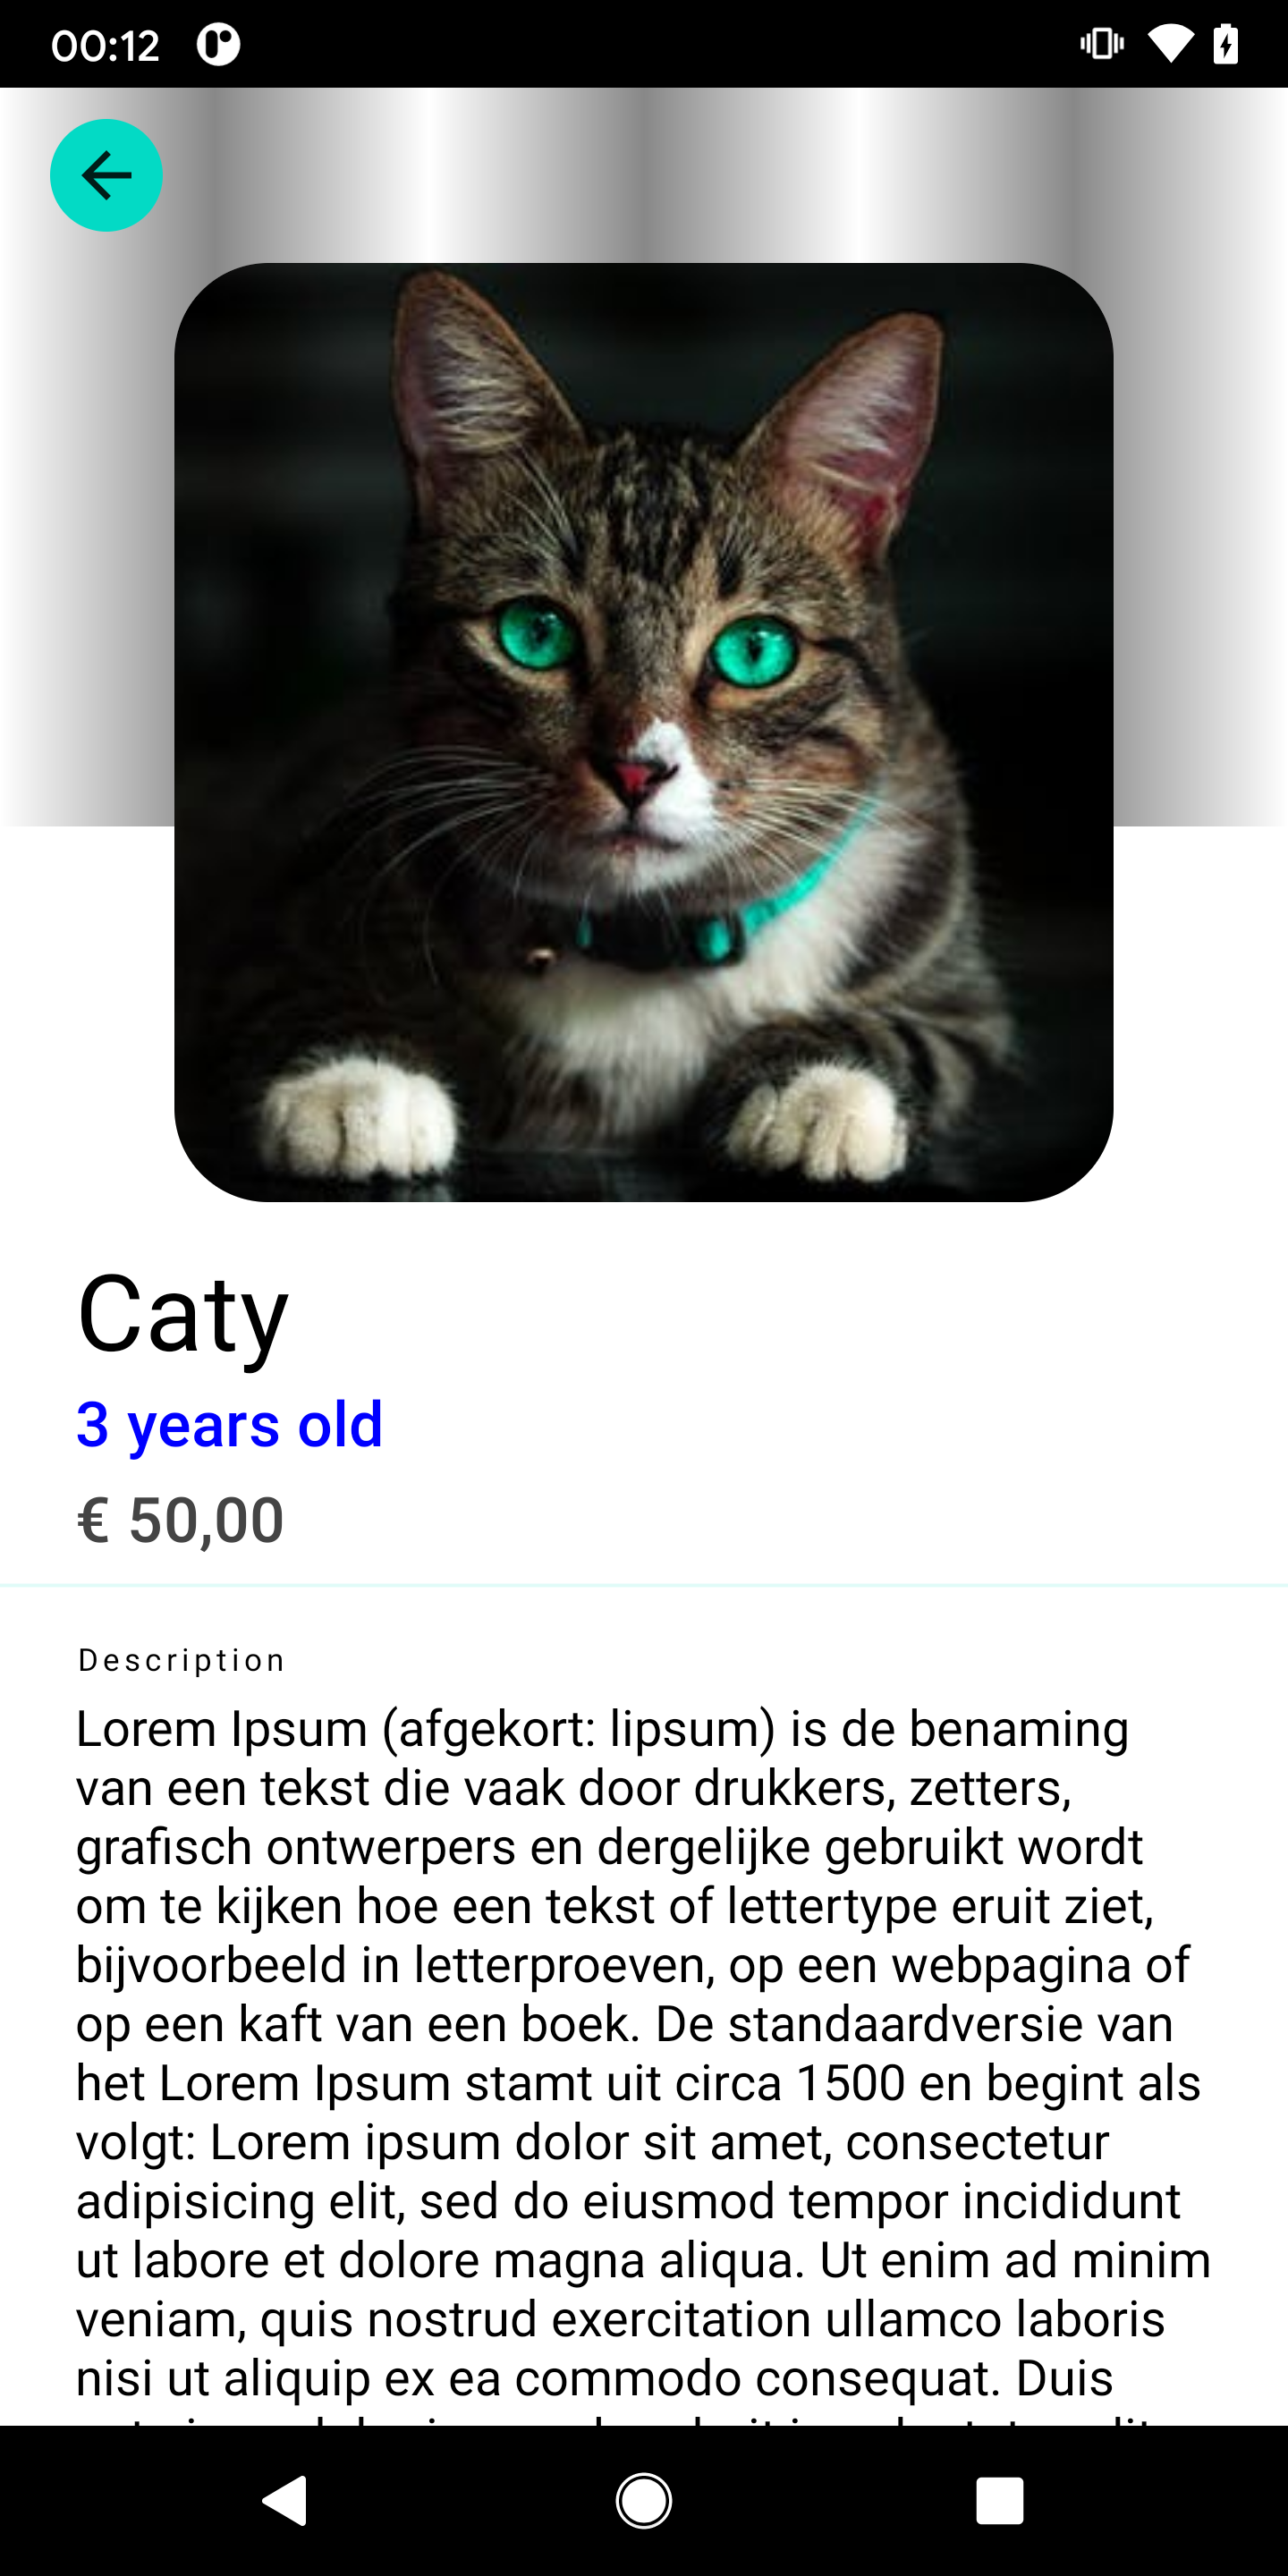 00:12
Caty
3 years old
€ 50,00
Description
Lorem Ipsum (afgekort: lipsum) is de benaming
van een tekst die vaak door drukkers, zetters,
grafisch ontwerpers en dergelijke gebruikt wordt
om te kijken hoe een tekst of lettertype eruit ziet,
bijvoorbeeld in letterproeven, op een webpagina of
op een kaft van een boek. De standaardversie van
het Lorem Ipsum stamt uit circa 1500 en begint als
volgt: Lorem ipsum dolor sit amet, consectetur
adipisicing elit, sed do eiusmod tempor incididunt
ut labore et dolore magna aliqua. Ut enim ad minim
veniam, quis nostrud exercitation ullamco laboris
nisi ut aliquip ex ea commodo consequat. Duis